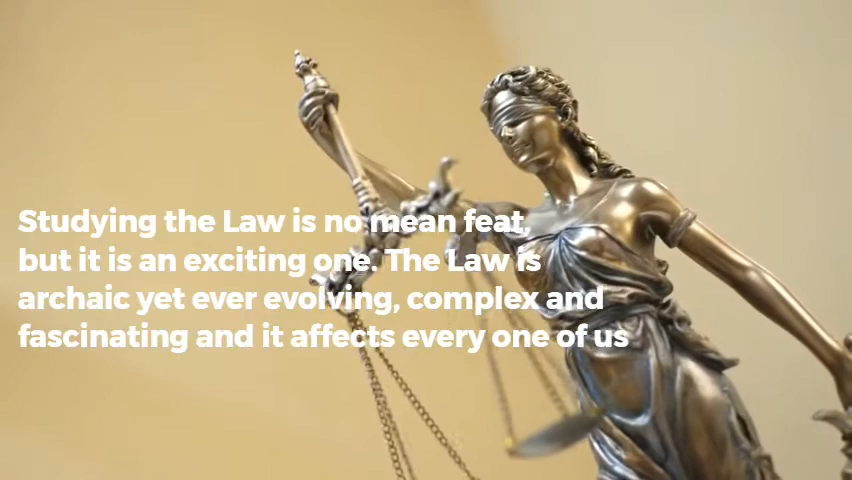 Studying the Law is no mean feat,
but it is an exciting one. The Law is
archaic yet ever evolving, complex and
fascinating and it affects every one of us